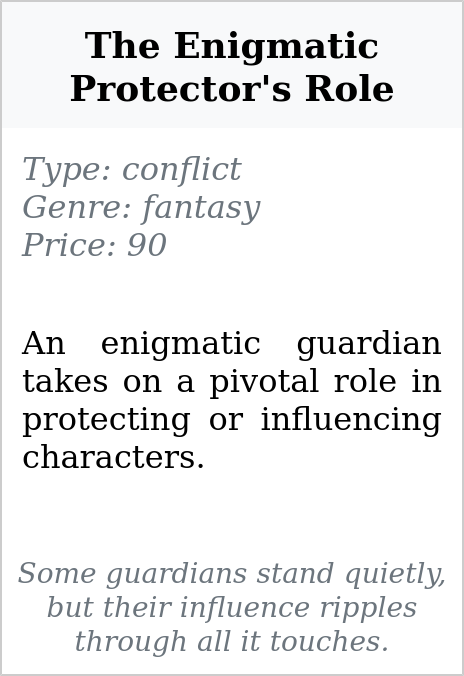 The Enigmatic
Protector's Role
Type: conflict
Genre: fantasy
Price: 90
An enigmatic guardian
takes on a pivotal role in
protecting or influencing
characters.
Some guardians stand quietly,
but their influence ripples
through all it touches.